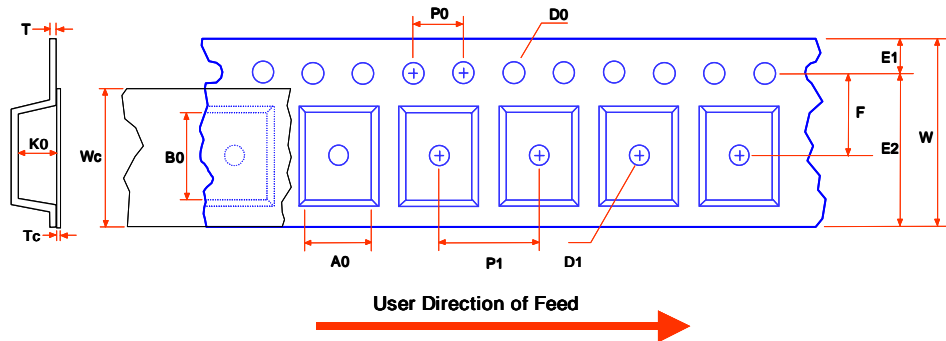 T
P0
D0
E1
F
W
K0
Wc
B0
E2
Tc
A0
P1
D1
User Direction of Feed